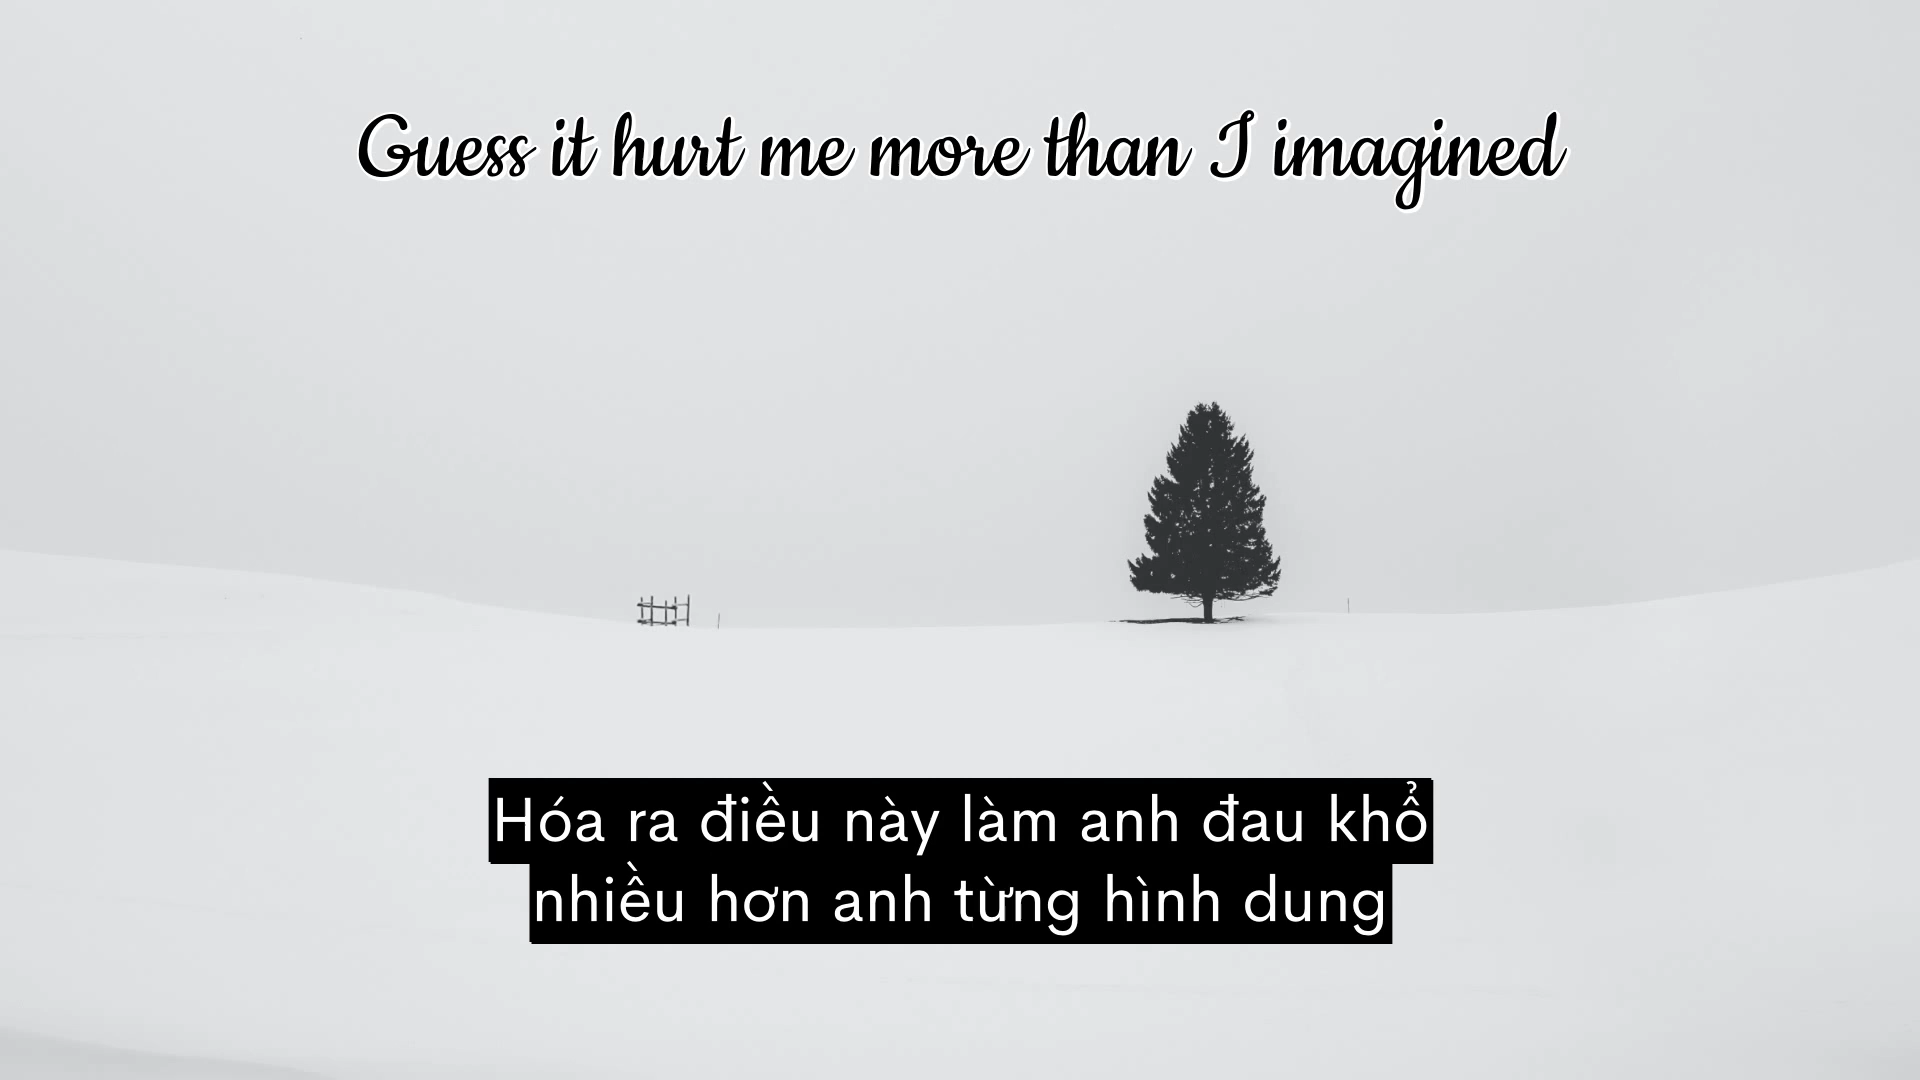 Guess it hurt me more than I imagined
Hóa ra điều này làm anh đau khổ
nhiều hơn anh từng hình dung